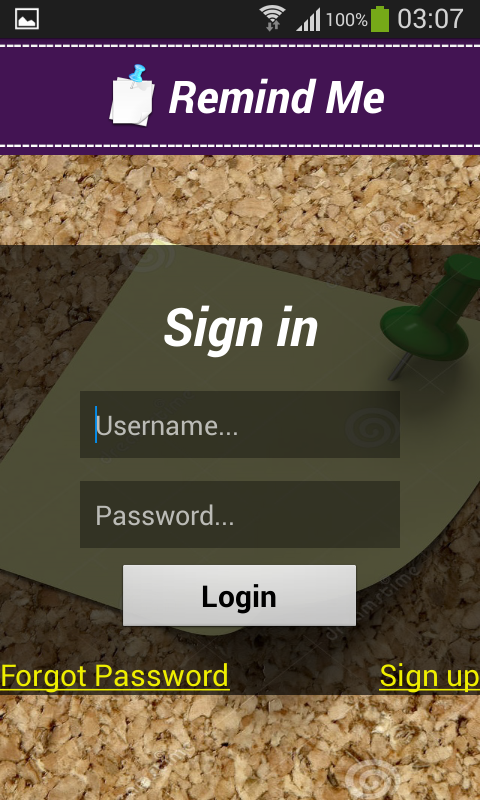 100% 03:07
Remind Me
Sign in
Username...
Password...
Login
Forgot Password Sign up